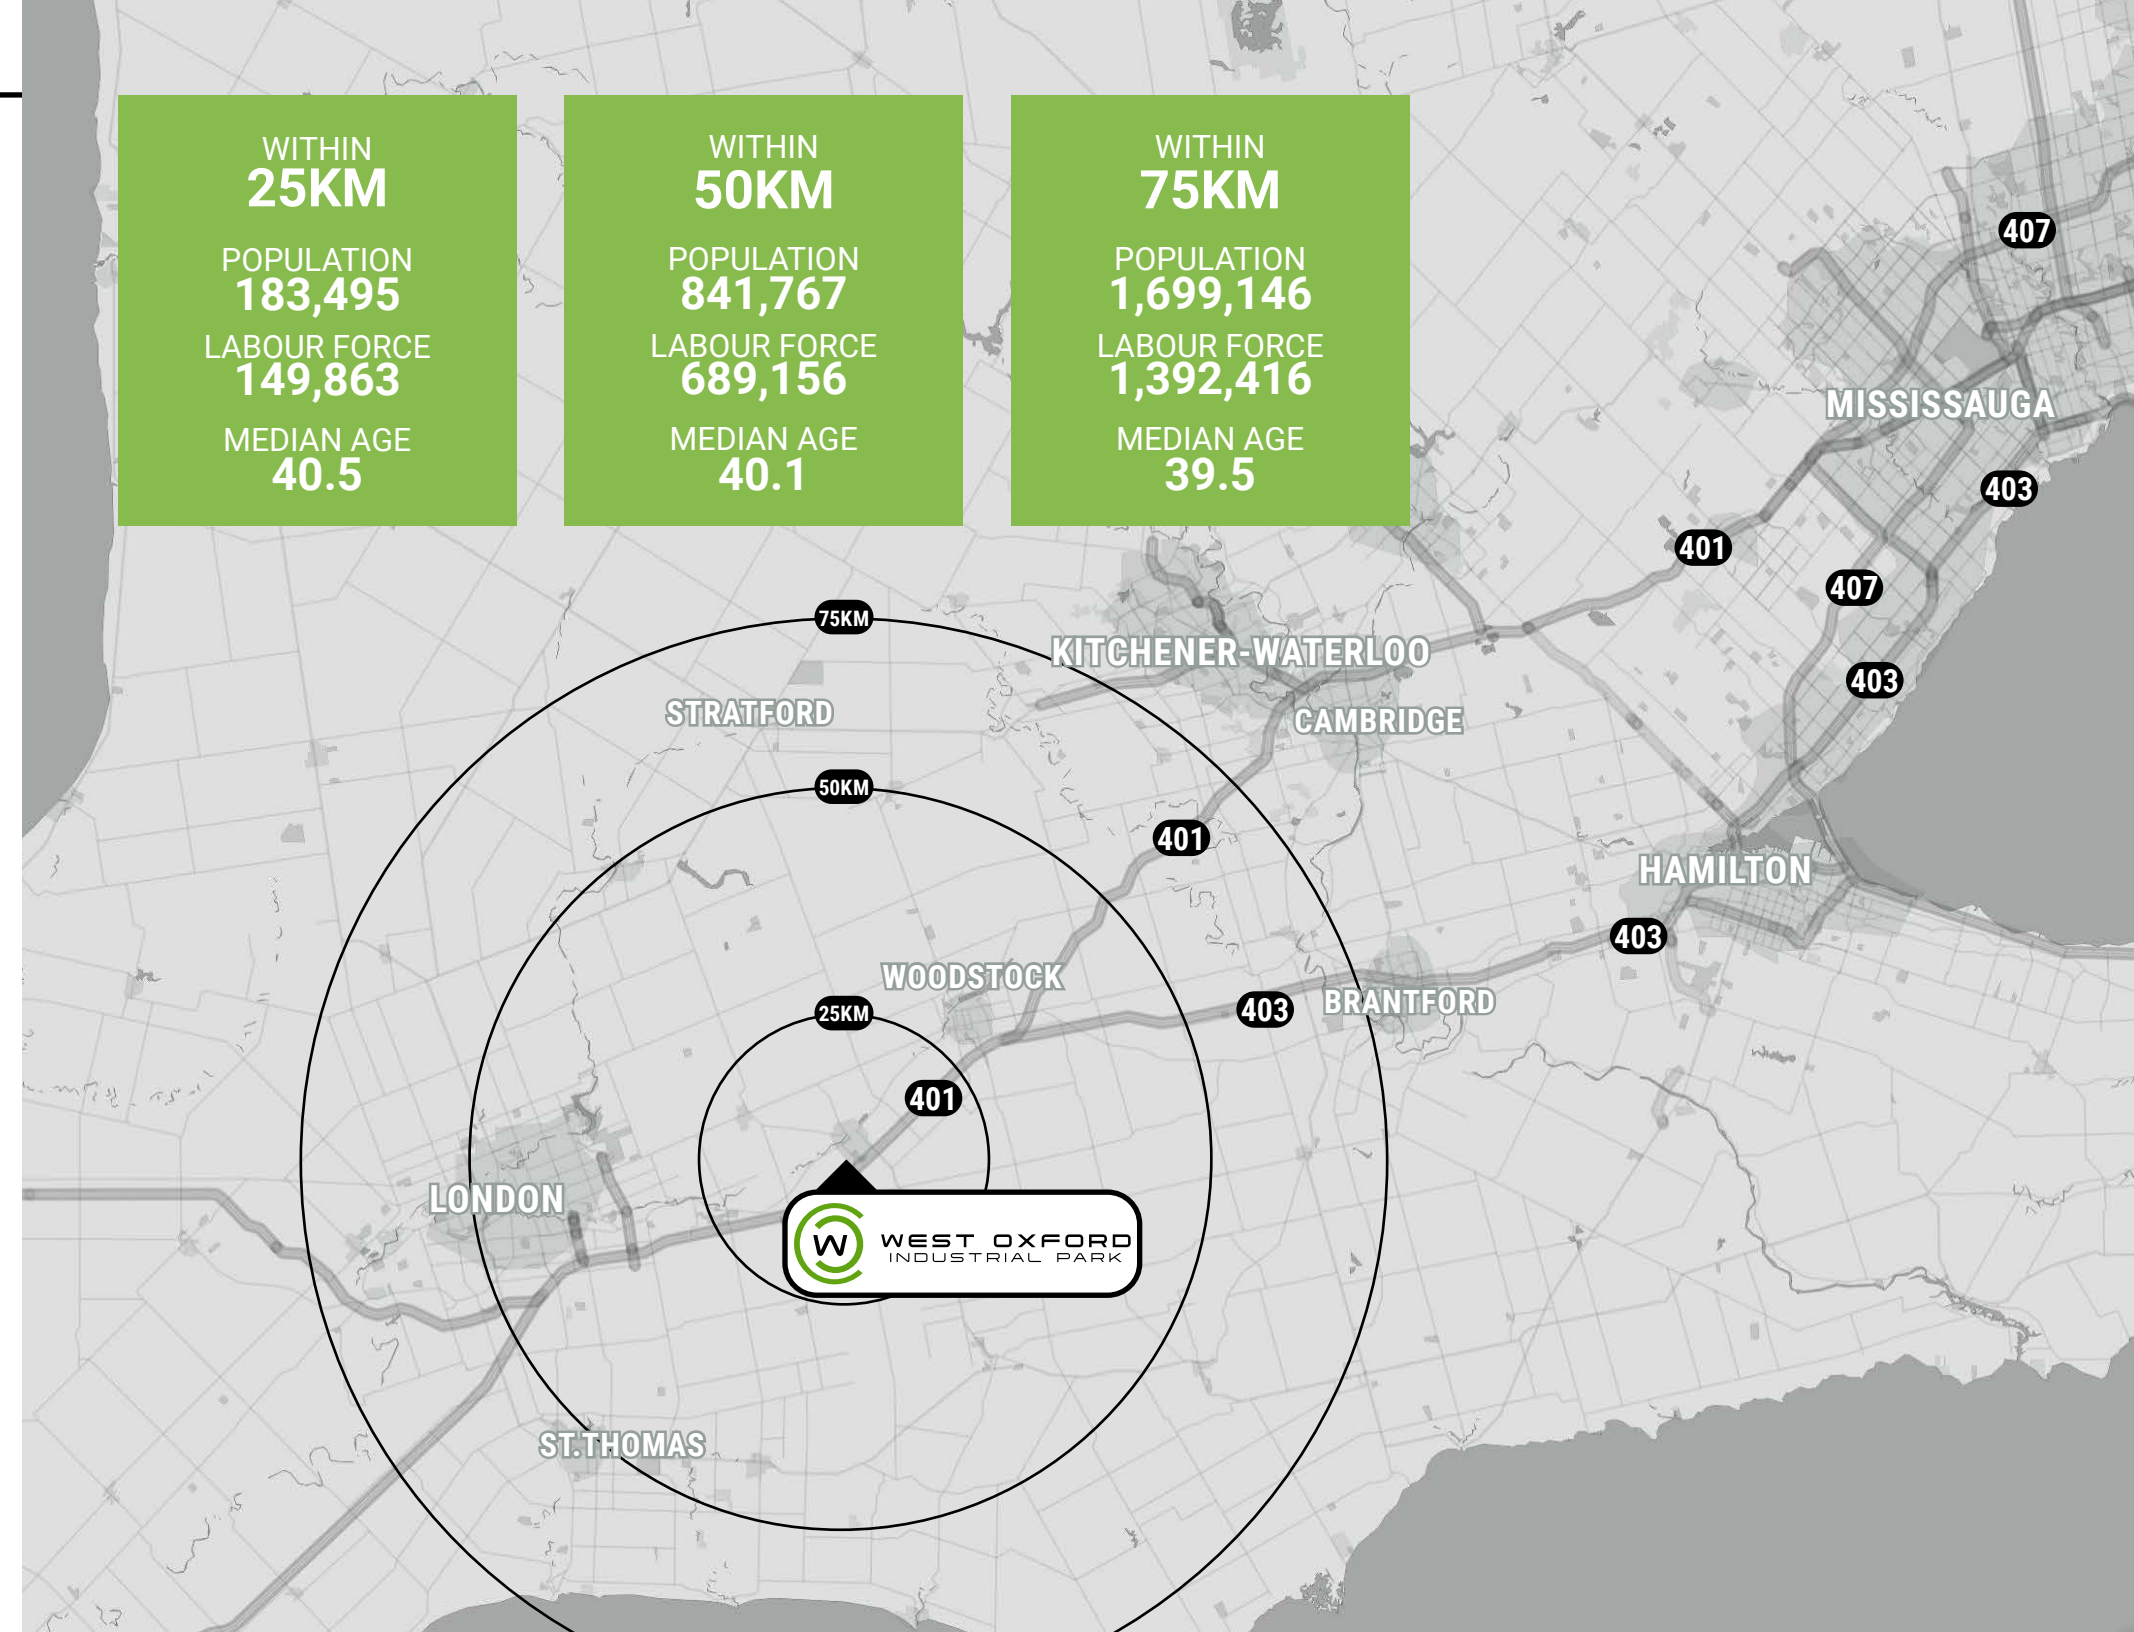 WITHIN
25KM
POPULATION
183,495
LABOUR FORCE
149,863
MEDIAN AGE
40.5
WITHIN
50KM
POPULATION
841,767
LABOUR FORCE
689,156
MEDIAN AGE
40.1
WITHIN
75KM
POPULATION
1,699,146
LABOUR FORCE
1,392,416
MEDIAN AGE
39.5
407
MISSISSAUGA
403
401
407
75KM
KITCHENER-WATERLOO
403
STRATFORD
CAMBRIDGE
50KM
401
HAMILTON
403
WOODSTOCK
BRANTFORD
403
25KM
401
LONDON
W
WEST OXFORD
INDUSTRIAL PARK
ST.THOMAS